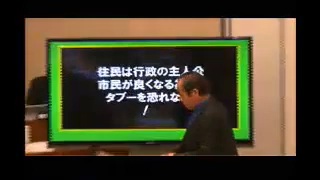 住民は行政の主人公
市民が良くなる
タブーを恐れな
/